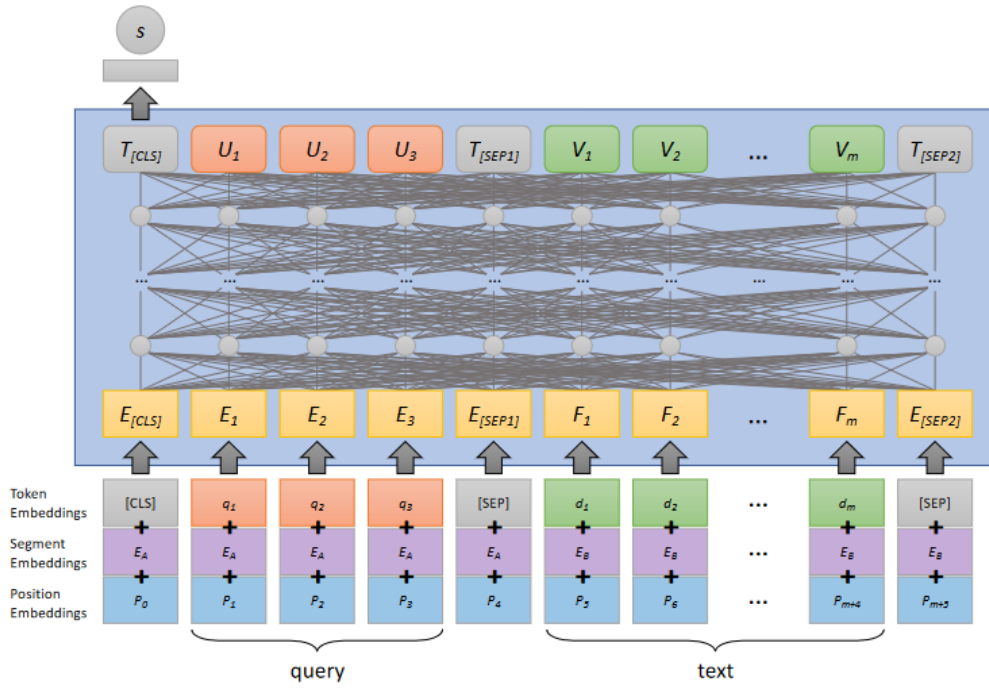 s
T[CLS] U1 U2 U3 T[SEP1] V1 V2 ... Vm T[SEP2]
... ... ... ... ... ... ... ... ... ...
E[CLS] E1 E2 E3 E[SEP1] F1 F2 ... Fm E[SEP2]
Token
Embeddings
[CLS] q1 q2 q3 [SEP] d1 d2 ... dm [SEP]
+ + + + + + + + +
Segment
Embeddings
EA EA EA EA EA EB EB ... EB EB
+ + + + + + + + +
Position
Embeddings
P0 P1 P2 P3 P4 P5 P6 ... Pm+4 Pm+5
query text